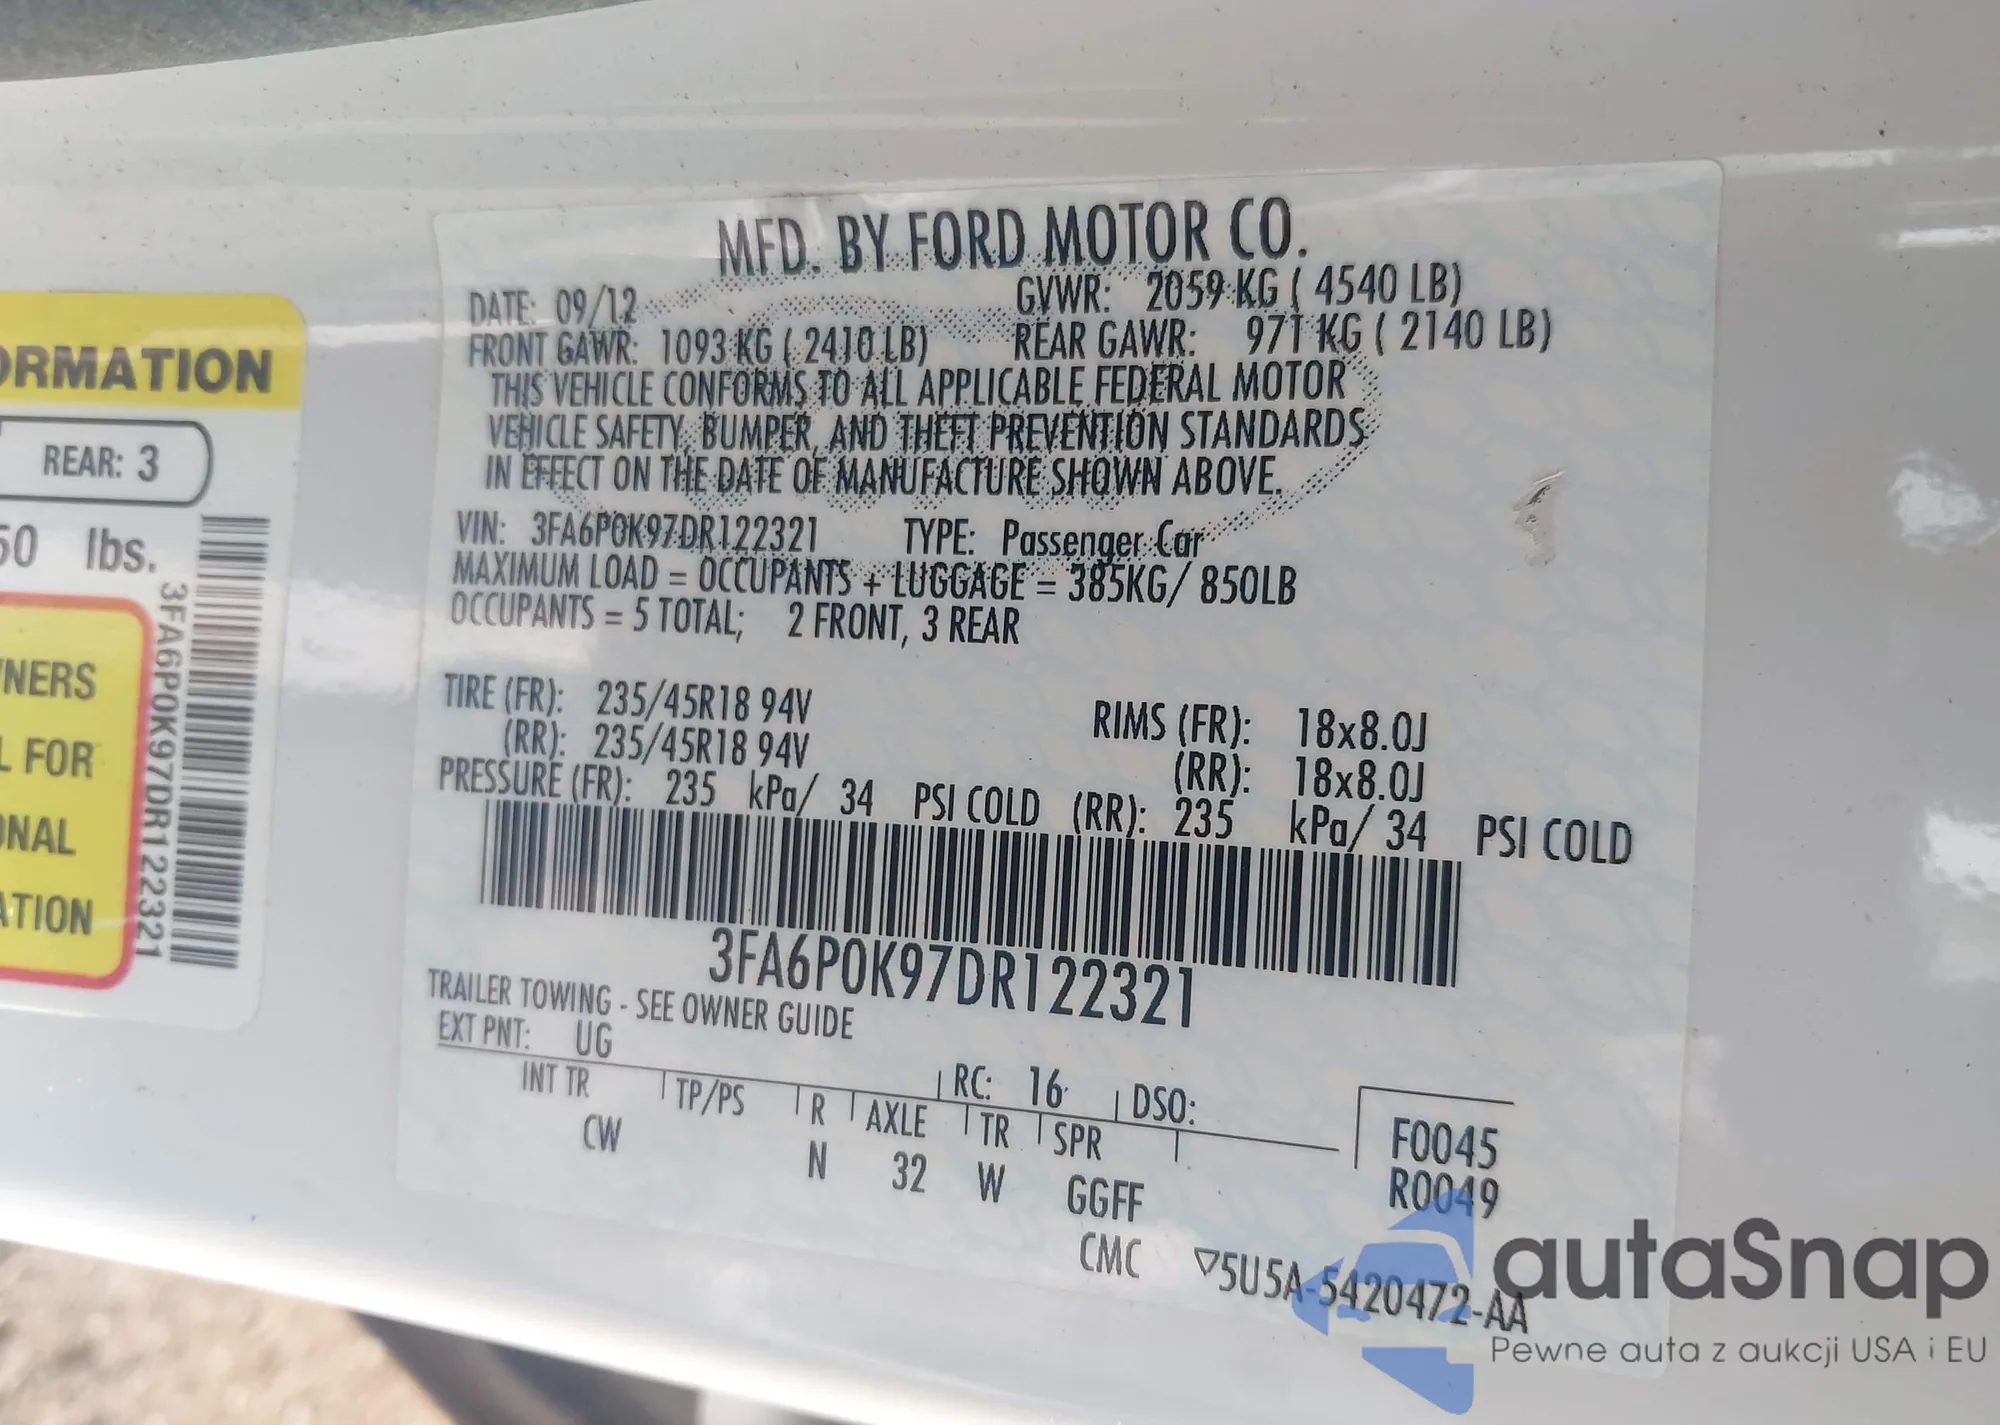 ORMATION
REAR: 3
50 lbs.
NERS
L FOR
ONAL
ATION
3FA6P0K97DR122321
MFD. BY FORD MOTOR CO.
DATE: 09/12 GVWR: 2059 KG ( 4540 LB)
FRONT GAWR: 1093 KG ( 2410 LB) REAR GAWR: 971 KG ( 2140 LB)
THIS VEHICLE CONFORMS TO ALL APPLICABLE FEDERAL MOTOR
VEHICLE SAFETY, BUMPER, AND THEFT PREVENTION STANDARDS
IN EFFECT ON THE DATE OF MANUFACTURE SHOWN ABOVE.
VIN: 3FA6P0K97DR122321 TYPE: Passenger Car
MAXIMUM LOAD = OCCUPANTS + LUGGAGE = 385KG/ 850LB
OCCUPANTS = 5 TOTAL; 2 FRONT, 3 REAR
TIRE (FR): 235/45R18 94V RIMS (FR): 18x8.0J
(RR): 235/45R18 94V (RR): 18x8.0J
PRESSURE (FR): 235 kPa/ 34 PSI COLD (RR): 235 kPa/ 34 PSI COLD
3FA6P0K97DR122321
TRAILER TOWING - SEE OWNER GUIDE
EXT PNT: UG RC: 16 DSO:
INT TR TP/PS R AXLE TR SPR F0045
CW N 32 W GGFF R0049
CMC ▽5U5A-5420472-AA
autaSnap
Pewne auta z aukcji USA i EU